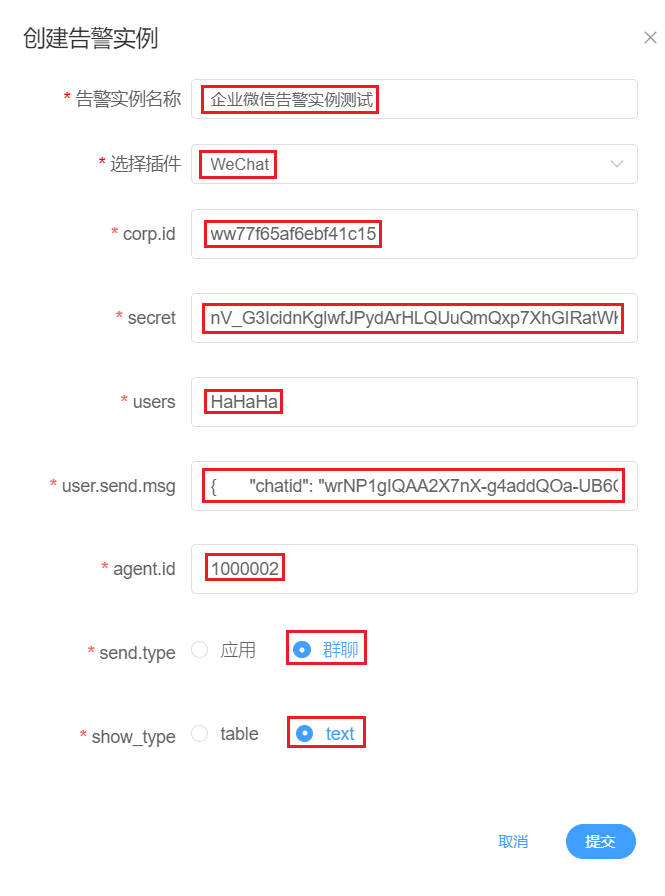 创建告警实例
* 告警实例名称 企业微信告警实例测试
* 选择插件 WeChat
* corp.id ww77f65af6ebf41c15
* secret nV_G3IcidnKglwfJPydArHLQUuQmQxp7XhGIRatWK
* users HaHaHa
* user.send.msg { "chatid": "wrNP1gIQAA2X7nX-g4addQOa-UB6C
* agent.id 1000002
* send.type 应用 群聊
* show_type table text
取消 提交